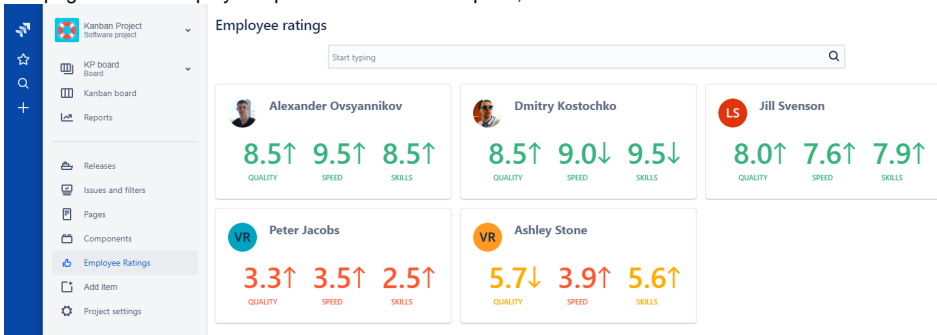 Kanban Project
Software project
KP board
Board
Kanban board
Reports
Releases
Issues and filters
Pages
Components
Employee Ratings
Add item
Project settings
Employee ratings
Start typing
Alexander Ovsyannikov
8.5↑ 9.5↑ 8.5↑
QUALITY SPEED SKILLS
Dmitry Kostochko
8.5↑ 9.0↓ 9.5↓
QUALITY SPEED SKILLS
LS Jill Svenson
8.0↑ 7.6↑ 7.9↑
QUALITY SPEED SKILLS
VR Peter Jacobs
3.3↑ 3.5↑ 2.5↑
QUALITY SPEED SKILLS
VR Ashley Stone
5.7↓ 3.9↑ 5.6↑
QUALITY SPEED SKILLS